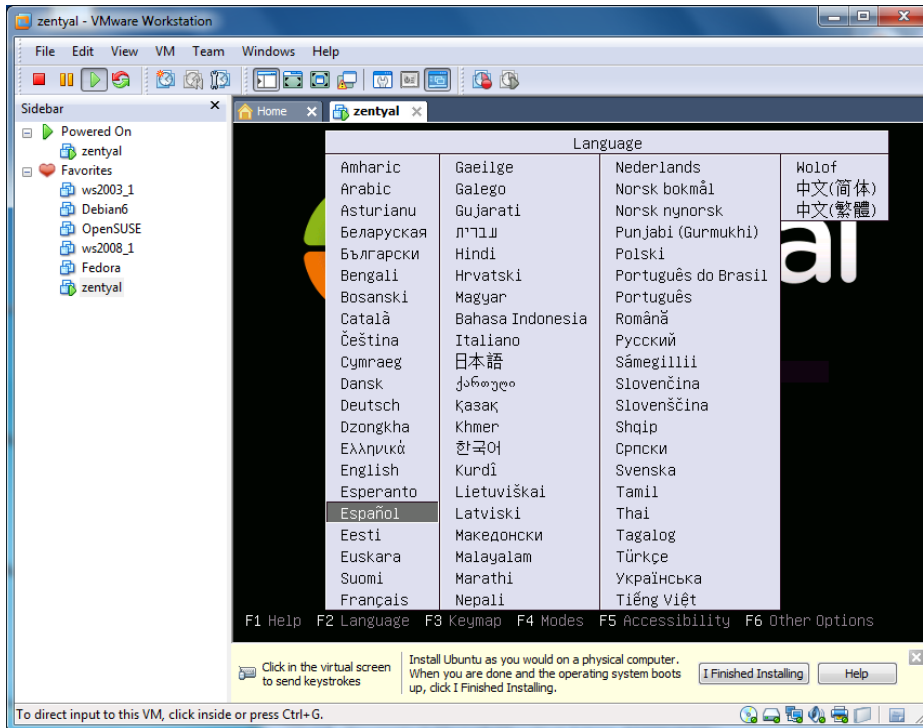 zentyal - VMware Workstation
File Edit View VM Team Windows Help
Sidebar x
Powered On
zentyal
Favorites
ws2003_1
Debian6
OpenSUSE
ws2008_1
Fedora
zentyal
Home x zentyal x
Language
Amharic
Arabic
Asturianu
Беларуская
Български
Bengali
Bosanski
Català
Čeština
Cymraeg
Dansk
Deutsch
Dzongkha
Ελληνικά
English
Esperanto
Español
Eesti
Euskara
Suomi
Français
Gaeilge
Galego
Gujarati
עברית
Hindi
Hrvatski
Magyar
Bahasa Indonesia
Italiano
日本語
ქართული
Қазақ
Khmer
한국어
Kurdî
Lietuviškai
Latviski
Македонски
Malayalam
Marathi
Nepali
Nederlands
Norsk bokmål
Norsk nynorsk
Punjabi (Gurmukhi)
Polski
Português do Brasil
Português
Română
Русский
Sámegillii
Slovenčina
Slovenščina
Shqip
Српски
Svenska
Tamil
Thai
Tagalog
Türkçe
Українська
Tiếng Việt
Wolof
中文(简体)
中文(繁體)
al
F1 Help F2 Language F3 Keymap F4 Modes F5 Accessibility F6 Other Options
Click in the virtual screen
to send keystrokes
Install Ubuntu as you would on a physical computer.
When you are done and the operating system boots
up, click I Finished Installing.
I Finished Installing Help
To direct input to this VM, click inside or press Ctrl+G.